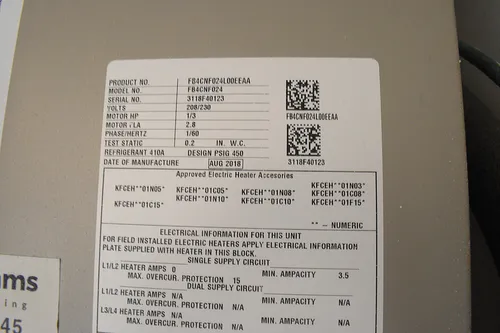 PRODUCT NO. FB4CNF024L00EEAA
MODEL NO. FB4CNF024
SERIAL NO. 3118F40123
VOLTS 208/230
MOTOR HP 1/3
MOTOR FLA 2.8
PHASE/HERTZ 1/60
TEST STATIC 0.2 IN. W.C.
REFRIGERANT 410A DESIGN PSIG 450
DATE OF MANUFACTURE AUG 2018
FB4CNF024L00EEAA
3118F40123
Approved Electric Heater Accesories
KFCEH**01N05* KFCEH**01C05* KFCEH**01N08* KFCEH**01N03*
KFCEH**01C15* KFCEH**01N10* KFCEH**01C10* KFCEH**01C08*
KFCEH**01F15*
"**" - NUMERIC
ELECTRICAL INFORMATION FOR THIS UNIT
FOR FIELD INSTALLED ELECTRIC HEATERS APPLY ELECTRICAL INFORMATION
PLATE SUPPLIED WITH HEATER IN THIS BLOCK.
SINGLE SUPPLY CIRCUIT
L1/L2 HEATER AMPS 0 MIN. AMPACITY 3.5
MAX. OVERCUR. PROTECTION 15
DUAL SUPPLY CIRCUIT
L1/L2 HEATER AMPS N/A MIN. AMPACITY N/A
MAX. OVERCUR. PROTECTION N/A
L3/L4 HEATER AMPS N/A MIN. AMPACITY N/A
MAX. OVERCUR. PROTECTION N/A
ms
ing
45